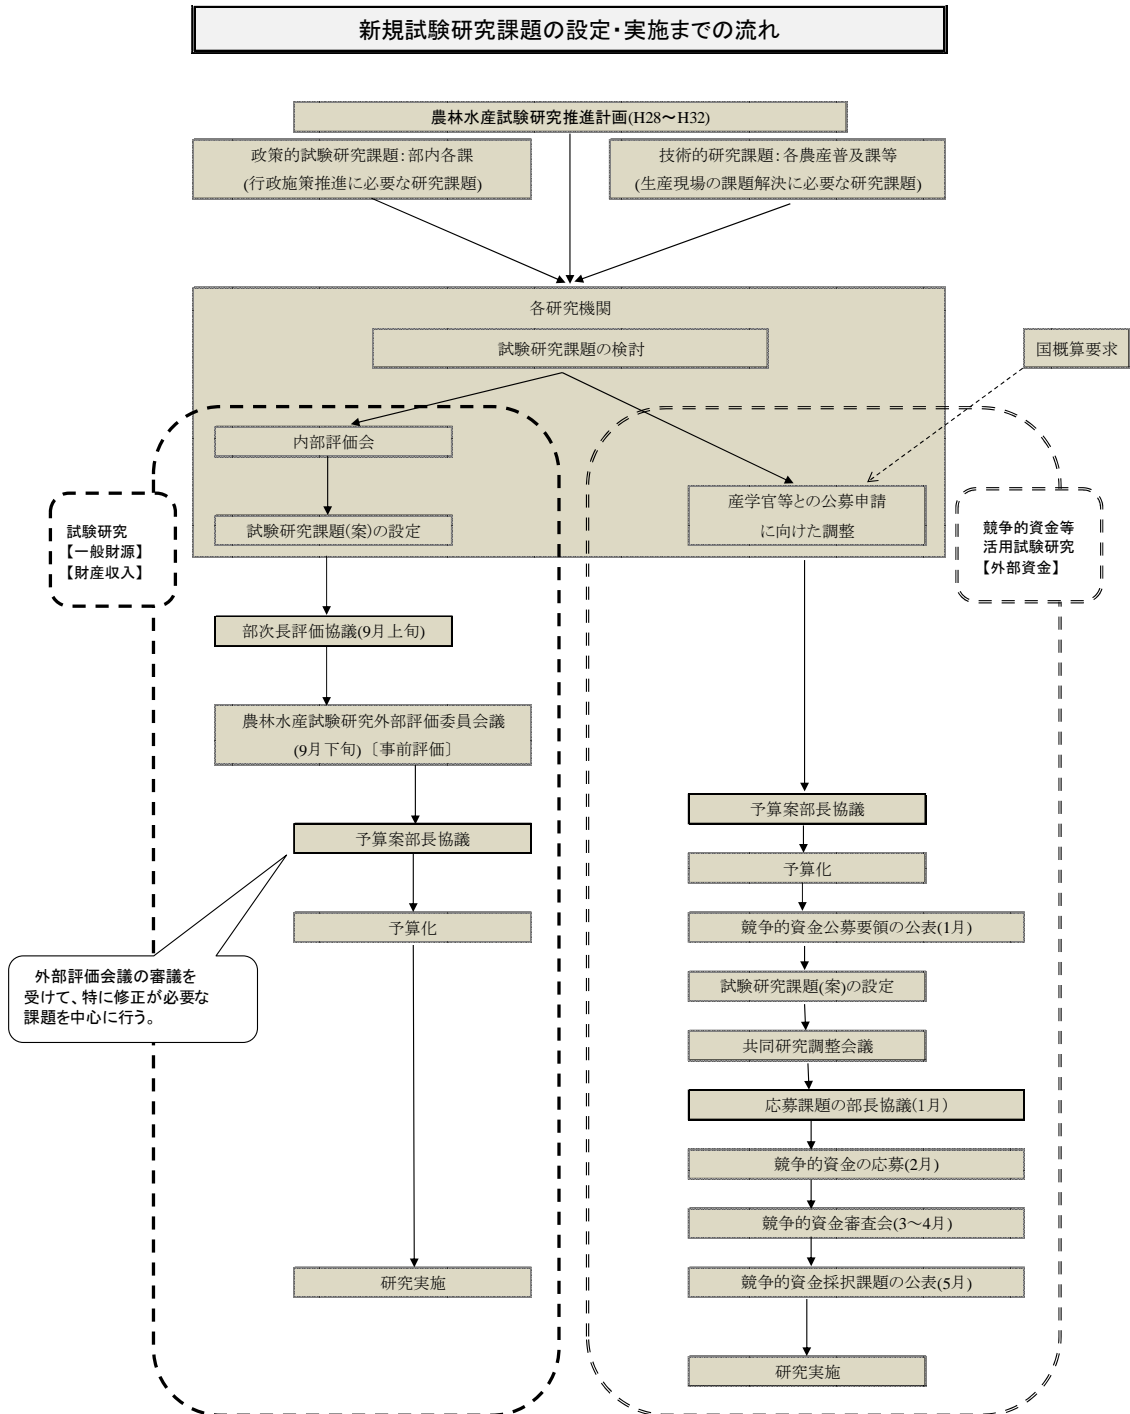 新規試験研究課題の設定・実施までの流れ
農林水産試験研究推進計画(H28～H32)
政策的試験研究課題：部内各課
(行政施策推進に必要な研究課題)
技術的研究課題：各農産普及課等
(生産現場の課題解決に必要な研究課題)
各研究機関
試験研究課題の検討
国概算要求
内部評価会
試験研究課題(案)の設定
産学官等との公募申請
に向けた調整
試験研究
【一般財源】
【財産収入】
競争的資金等
活用試験研究
【外部資金】
部次長評価協議(9月上旬)
農林水産試験研究外部評価委員会議
(9月下旬)〔事前評価〕
予算案部長協議
予算化
外部評価会議の審議を
受けて、特に修正が必要な
課題を中心に行う。
研究実施
予算案部長協議
予算化
競争的資金公募要領の公表(1月)
試験研究課題(案)の設定
共同研究調整会議
応募課題の部長協議(1月)
競争的資金の応募(2月)
競争的資金審査会(3～4月)
競争的資金採択課題の公表(5月)
研究実施